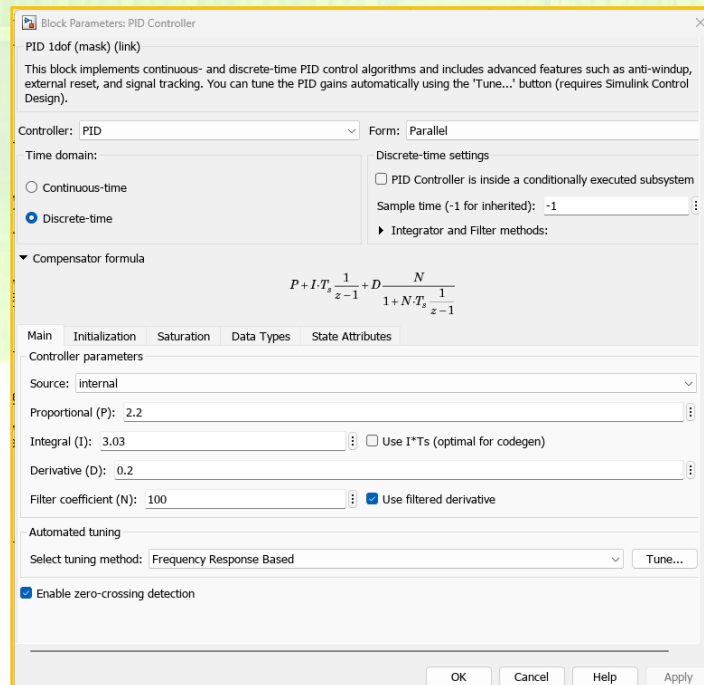 Block Parameters: PID Controller
PID 1dof (mask) (link)
This block implements continuous- and discrete-time PID control algorithms and includes advanced features such as anti-windup,
external reset, and signal tracking. You can tune the PID gains automatically using the 'Tune...' button (requires Simulink Control
Design).
Controller: PID Form: Parallel
Time domain: Discrete-time settings
Continuous-time PID Controller is inside a conditionally executed subsystem
Discrete-time Sample time (-1 for inherited): -1
Integrator and Filter methods:
Compensator formula
P + I·T_s 1/(z − 1) + D N/(1 + N·T_s 1/(z − 1))
Main Initialization Saturation Data Types State Attributes
Controller parameters
Source: internal
Proportional (P): 2.2
Integral (I): 3.03 Use I*Ts (optimal for codegen)
Derivative (D): 0.2
Filter coefficient (N): 100 Use filtered derivative
Automated tuning
Select tuning method: Frequency Response Based Tune...
Enable zero-crossing detection
OK Cancel Help Apply